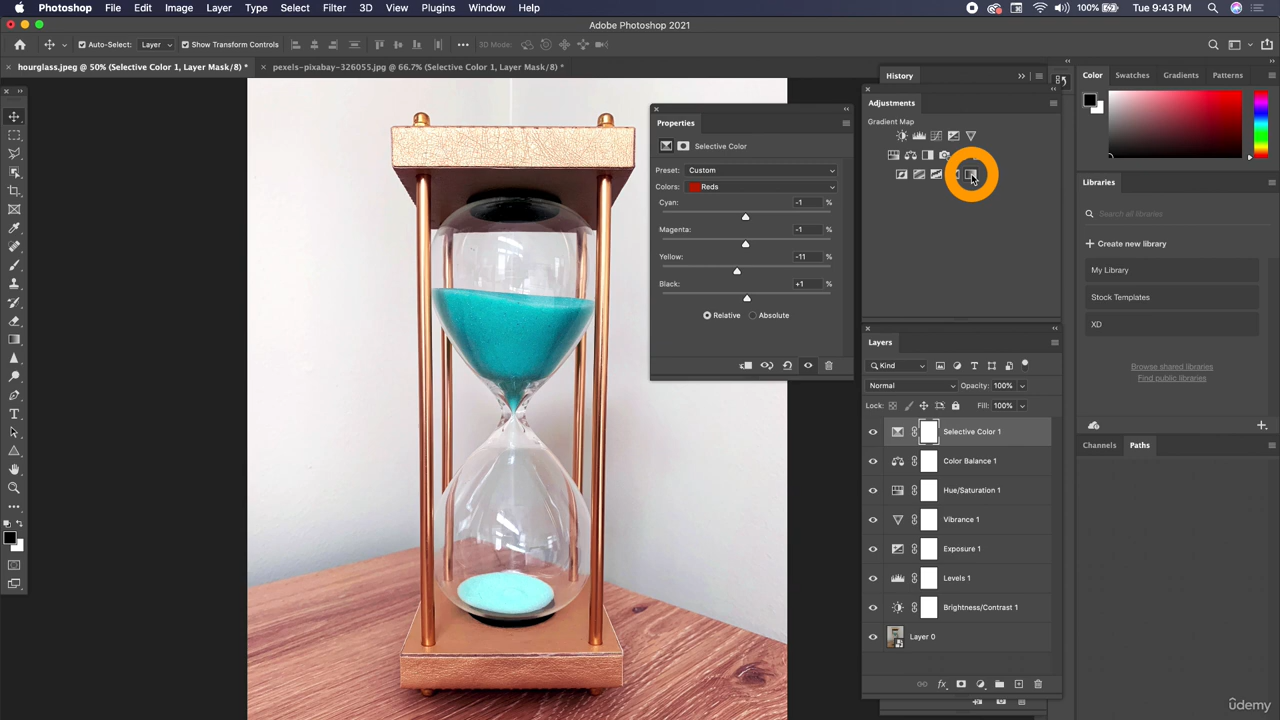 Photoshop File Edit Image Layer Type Select Filter 3D View Plugins Window Help 100% Tue 9:43 PM
Adobe Photoshop 2021
Auto-Select: Layer Show Transform Controls 3D Mode:
hourglass.jpeg @ 50% (Selective Color 1, Layer Mask/8) * pexels-pixabay-326055.jpg @ 66.7% (Selective Color 1, Layer Mask/8) *
History
Color Swatches Gradients Patterns
Adjustments
Gradient Map
Properties
Selective Color
Preset: Custom
Colors: Reds
Cyan: -1 %
Magenta: -1 %
Yellow: -11 %
Black: +1 %
Relative Absolute
Libraries
Search all libraries
Create new library
My Library
Stock Templates
XD
Browse shared libraries
Find public libraries
Channels Paths
Layers
Kind
Normal Opacity: 100%
Lock: Fill: 100%
Selective Color 1
Color Balance 1
Hue/Saturation 1
Vibrance 1
Exposure 1
Levels 1
Brightness/Contrast 1
Layer 0
udemy